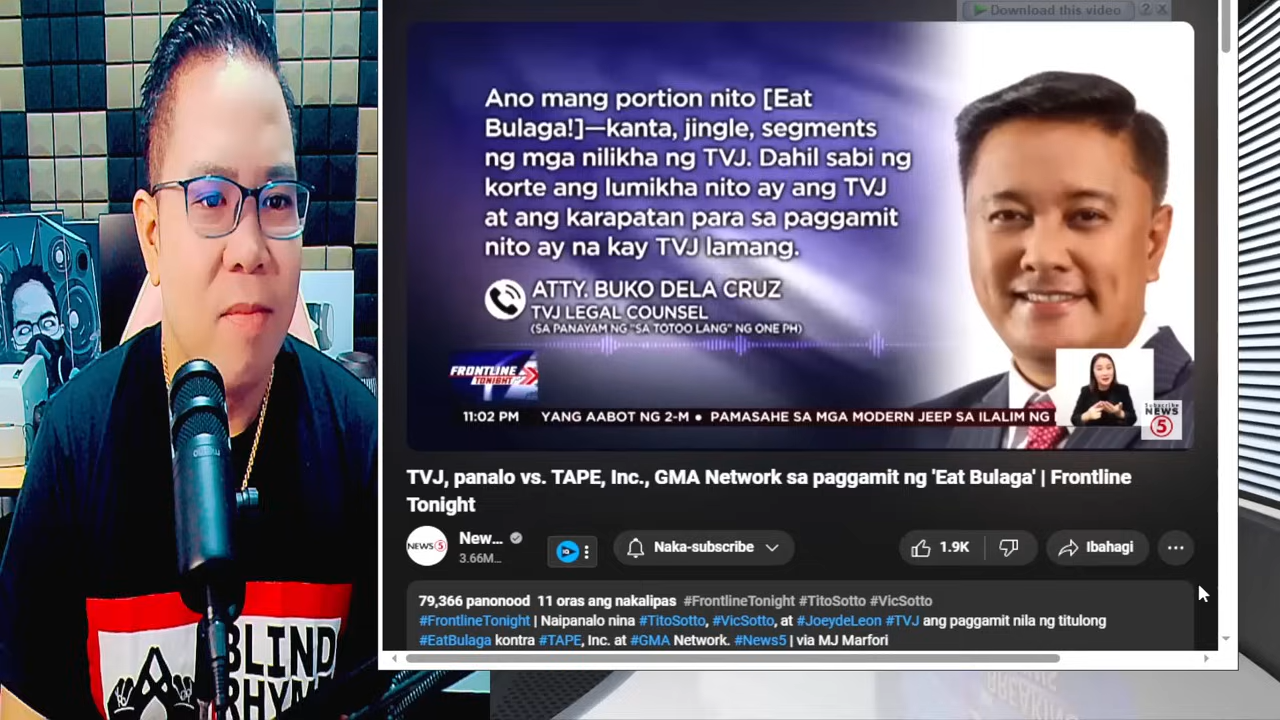 Download this video
Ano mang portion nito [Eat
Bulaga!]—kanta, jingle, segments
ng mga nilikha ng TVJ. Dahil sabi ng
korte ang lumikha nito ay ang TVJ
at ang karapatan para sa paggamit
nito ay na kay TVJ lamang.
ATTY. BUKO DELA CRUZ
TVJ LEGAL COUNSEL
(SA PANAYAM NG "SA TOTOO LANG" NG ONE PH)
FRONTLINE
TONIGHT
11:02 PM YANG AABOT NG 2-M • PAMASAHE SA MGA MODERN JEEP SA ILALIM NG
Subscribe
NEWS
5
TVJ, panalo vs. TAPE, Inc., GMA Network sa paggamit ng 'Eat Bulaga' | Frontline
Tonight
NEWS5
New...
3.66M...
Naka-subscribe
1.9K
Ibahagi
79,366 panonood 11 oras ang nakalipas #FrontlineTonight #TitoSotto #VicSotto
#FrontlineTonight | Naipanalo nina #TitoSotto, #VicSotto, at #JoeydeLeon #TVJ ang paggamit nila ng titulong
#EatBulaga kontra #TAPE, Inc. at #GMA Network. #News5 | via MJ Marfori
maono
BLIND